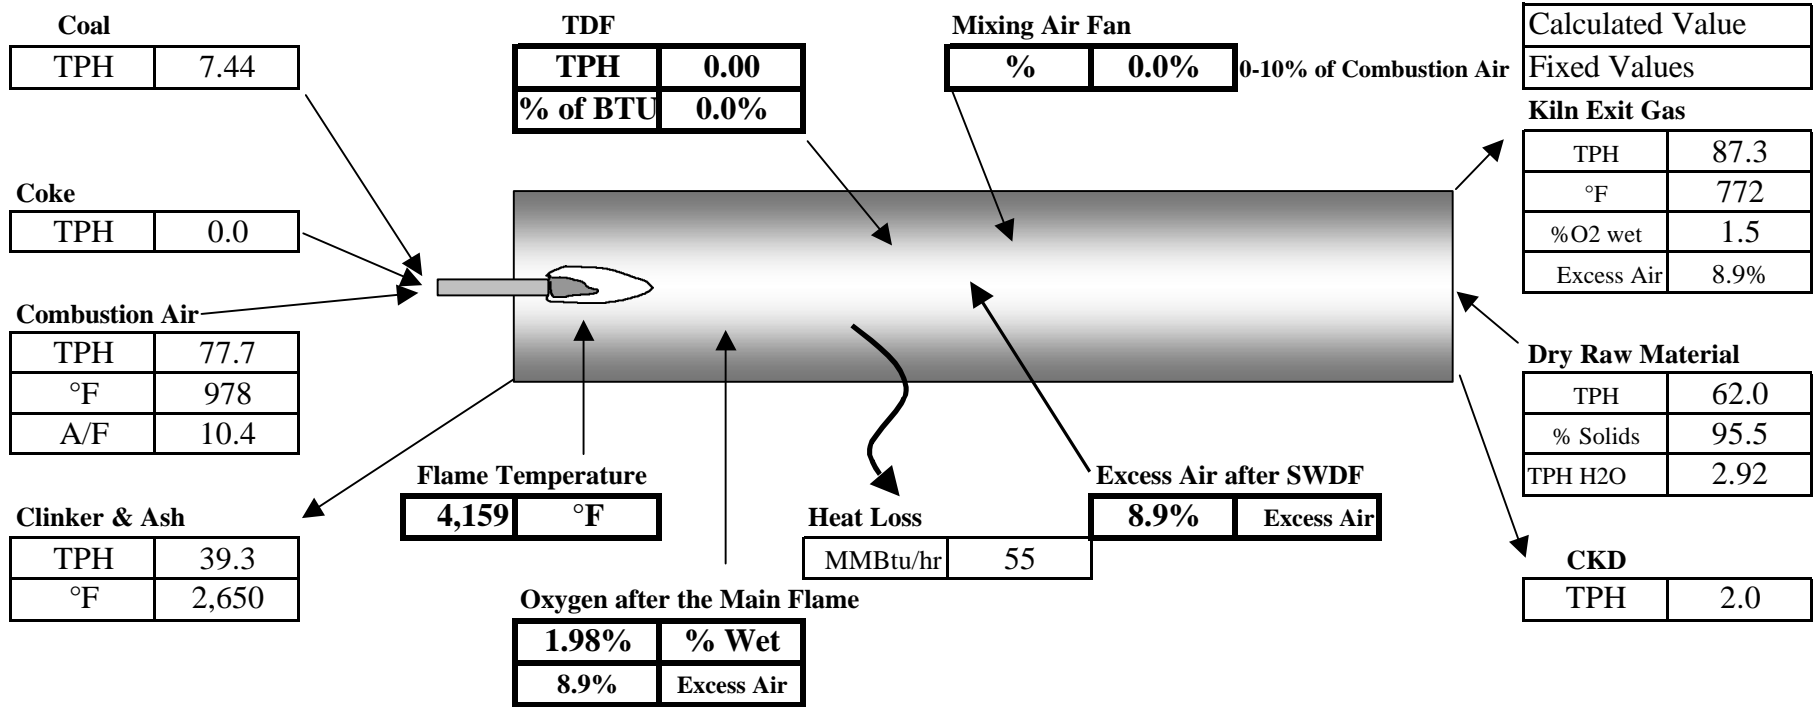 Coal
TPH 7.44
TDF
TPH 0.00
% of BTU 0.0%
Mixing Air Fan
% 0.0% 0-10% of Combustion Air
Calculated Value
Fixed Values
Kiln Exit Gas
TPH 87.3
°F 772
%O2 wet 1.5
Excess Air 8.9%
Coke
TPH 0.0
Combustion Air
TPH 77.7
°F 978
A/F 10.4
Dry Raw Material
TPH 62.0
% Solids 95.5
TPH H2O 2.92
Flame Temperature
4,159 °F
Excess Air after SWDF
8.9% Excess Air
Heat Loss
MMBtu/hr 55
Clinker & Ash
TPH 39.3
°F 2,650
CKD
TPH 2.0
Oxygen after the Main Flame
1.98% % Wet
8.9% Excess Air